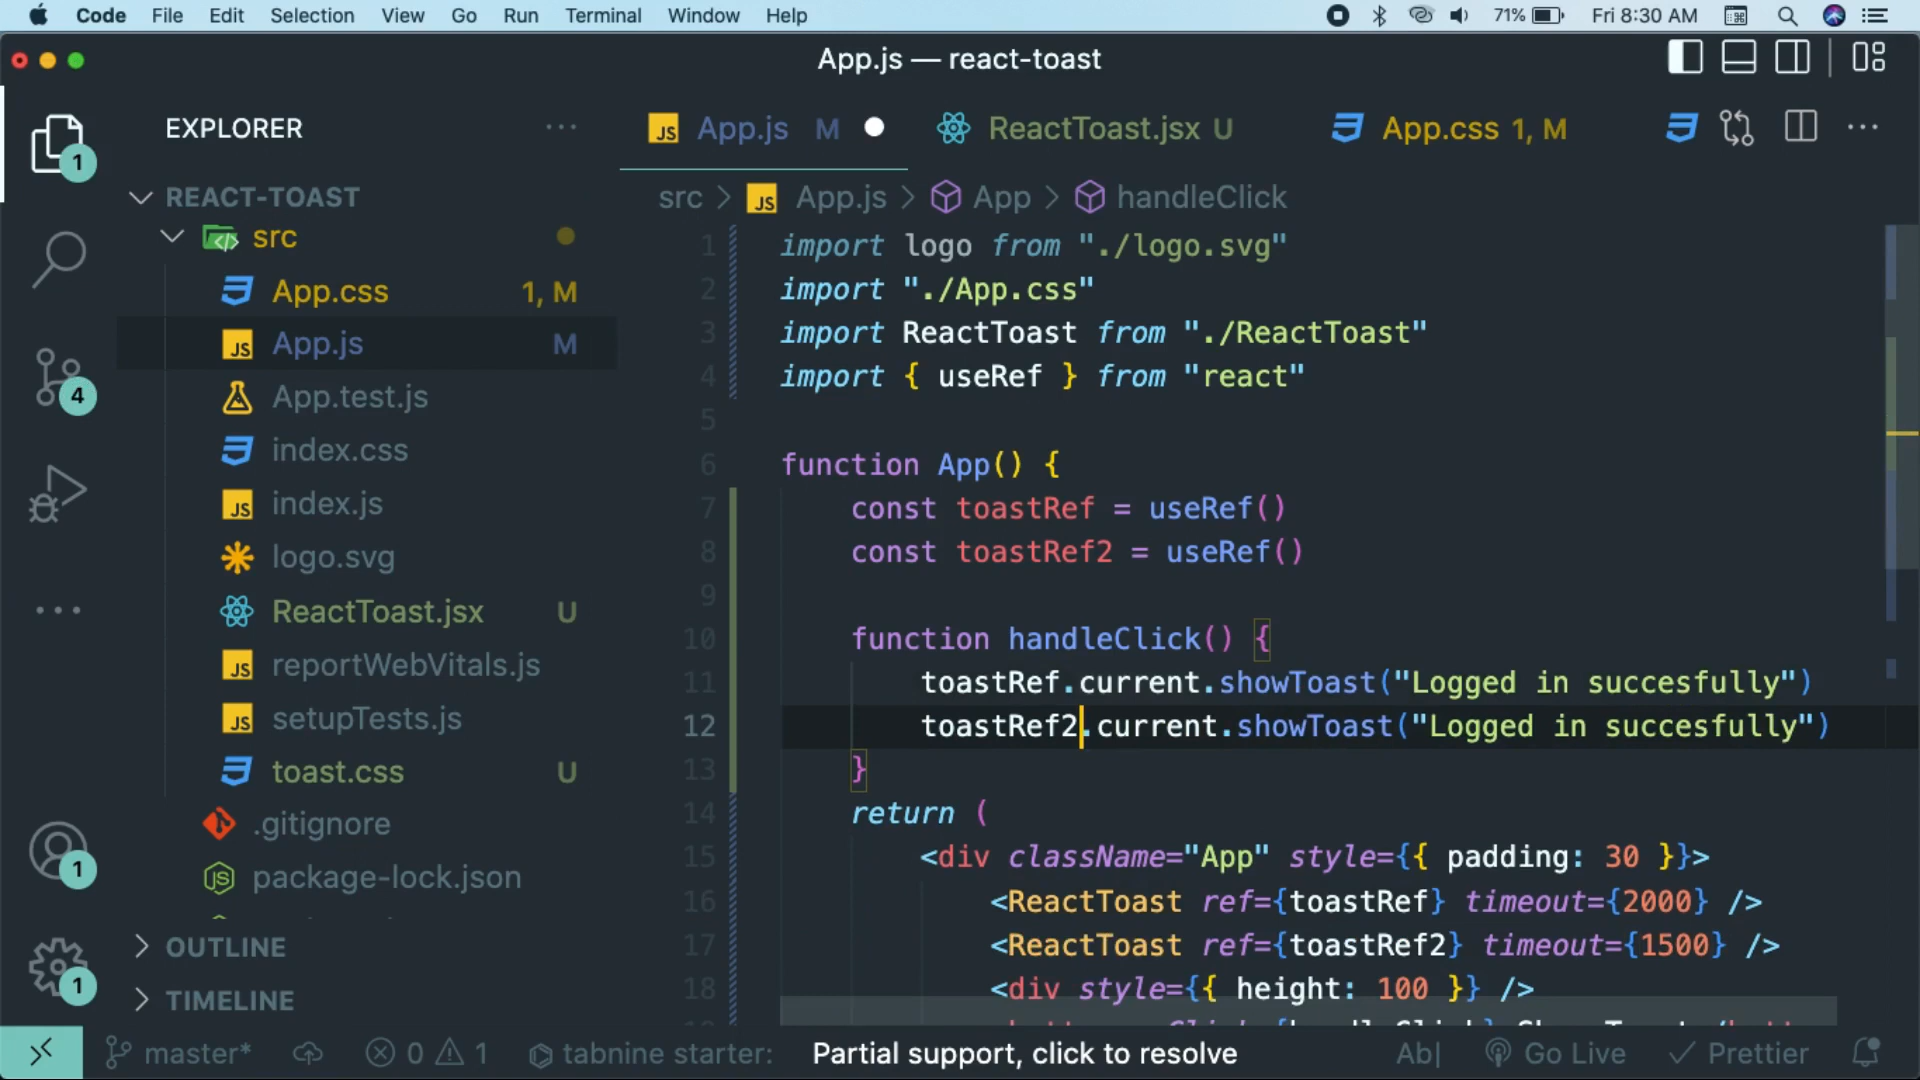 Code File Edit Selection View Go Run Terminal Window Help 71% Fri 8:30 AM
App.js — react-toast
EXPLORER
App.js M ReactToast.jsx U App.css 1, M
1
REACT-TOAST
src > App.js > App > handleClick
src
App.css 1, M
App.js M
App.test.js
index.css
index.js
logo.svg
ReactToast.jsx U
reportWebVitals.js
setupTests.js
toast.css U
.gitignore
package-lock.json
OUTLINE
TIMELINE
4
1
1
1 import logo from "./logo.svg"
2 import "./App.css"
3 import ReactToast from "./ReactToast"
4 import { useRef } from "react"
5
6 function App() {
7 const toastRef = useRef()
8 const toastRef2 = useRef()
9
10 function handleClick() {
11 toastRef.current.showToast("Logged in succesfully")
12 toastRef2.current.showToast("Logged in succesfully")
13 }
14 return (
15 <div className="App" style={{ padding: 30 }}>
16 <ReactToast ref={toastRef} timeout={2000} />
17 <ReactToast ref={toastRef2} timeout={1500} />
18 <div style={{ height: 100 }} />
master* 0 1 tabnine starter: Partial support, click to resolve Ab| Go Live Prettier